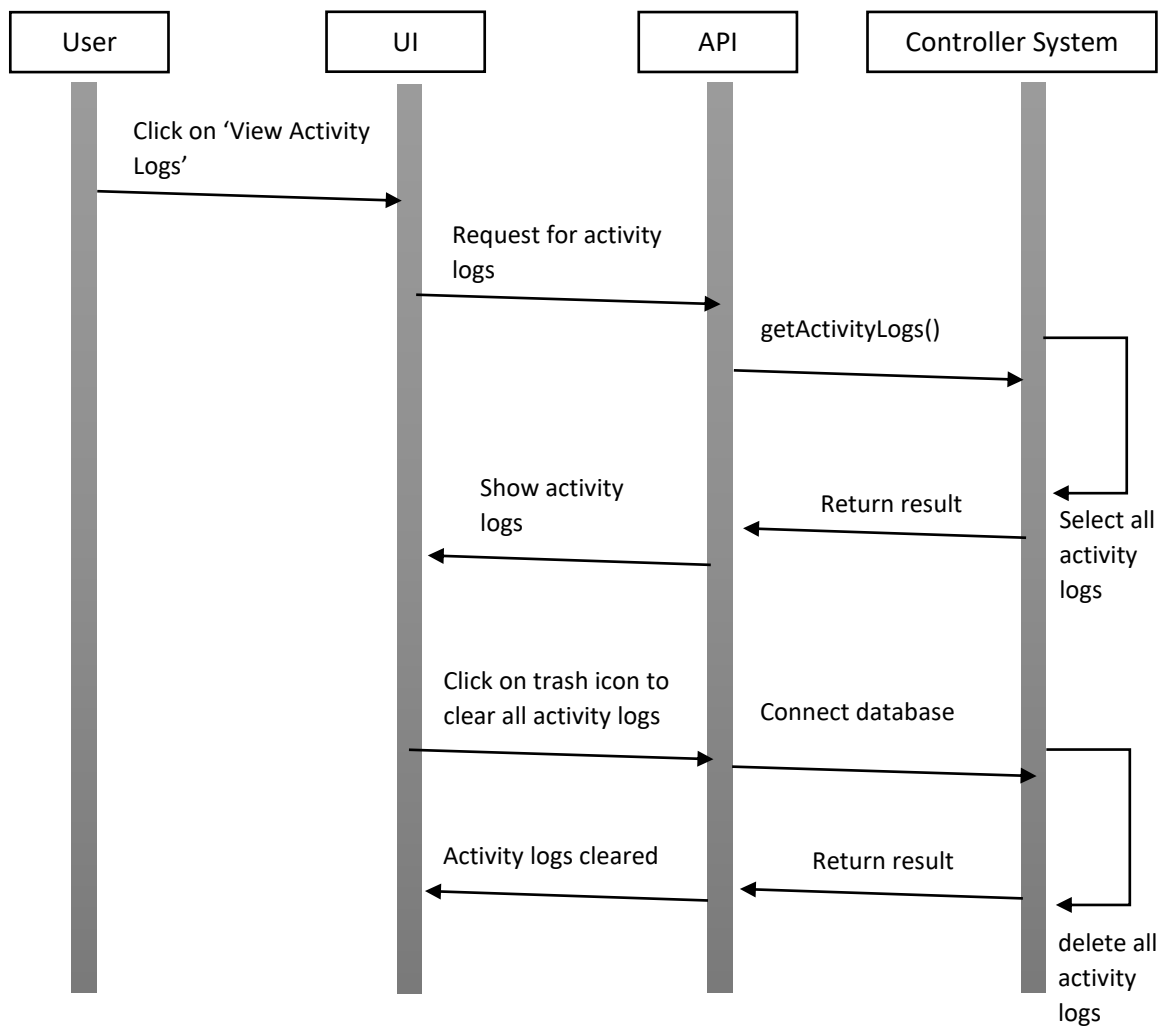 User
UI
API
Controller System
Click on ‘View Activity
Logs’
Request for activity
logs
getActivityLogs()
Show activity
logs
Return result
Select all
activity
logs
Click on trash icon to
clear all activity logs
Connect database
Activity logs cleared
Return result
delete all
activity
logs